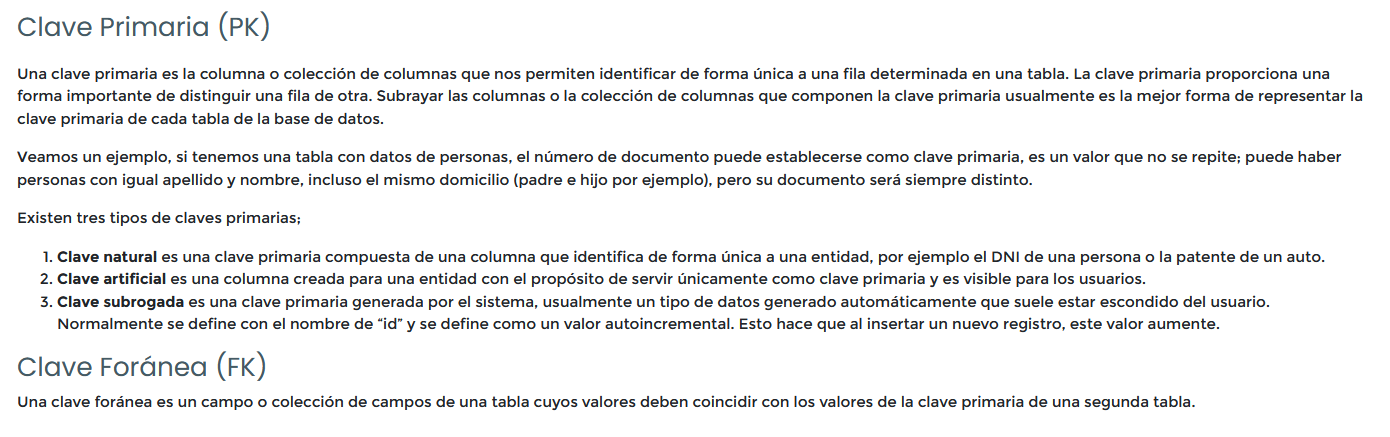 Clave Primaria (PK)
Una clave primaria es la columna o colección de columnas que nos permiten identificar de forma única a una fila determinada en una tabla. La clave primaria proporciona una
forma importante de distinguir una fila de otra. Subrayar las columnas o la colección de columnas que componen la clave primaria usualmente es la mejor forma de representar la
clave primaria de cada tabla de la base de datos.
Veamos un ejemplo, si tenemos una tabla con datos de personas, el número de documento puede establecerse como clave primaria, es un valor que no se repite; puede haber
personas con igual apellido y nombre, incluso el mismo domicilio (padre e hijo por ejemplo), pero su documento será siempre distinto.
Existen tres tipos de claves primarias;
1. Clave natural es una clave primaria compuesta de una columna que identifica de forma única a una entidad, por ejemplo el DNI de una persona o la patente de un auto.
2. Clave artificial es una columna creada para una entidad con el propósito de servir únicamente como clave primaria y es visible para los usuarios.
3. Clave subrogada es una clave primaria generada por el sistema, usualmente un tipo de datos generado automáticamente que suele estar escondido del usuario.
Normalmente se define con el nombre de “id” y se define como un valor autoincremental. Esto hace que al insertar un nuevo registro, este valor aumente.
Clave Foránea (FK)
Una clave foránea es un campo o colección de campos de una tabla cuyos valores deben coincidir con los valores de la clave primaria de una segunda tabla.